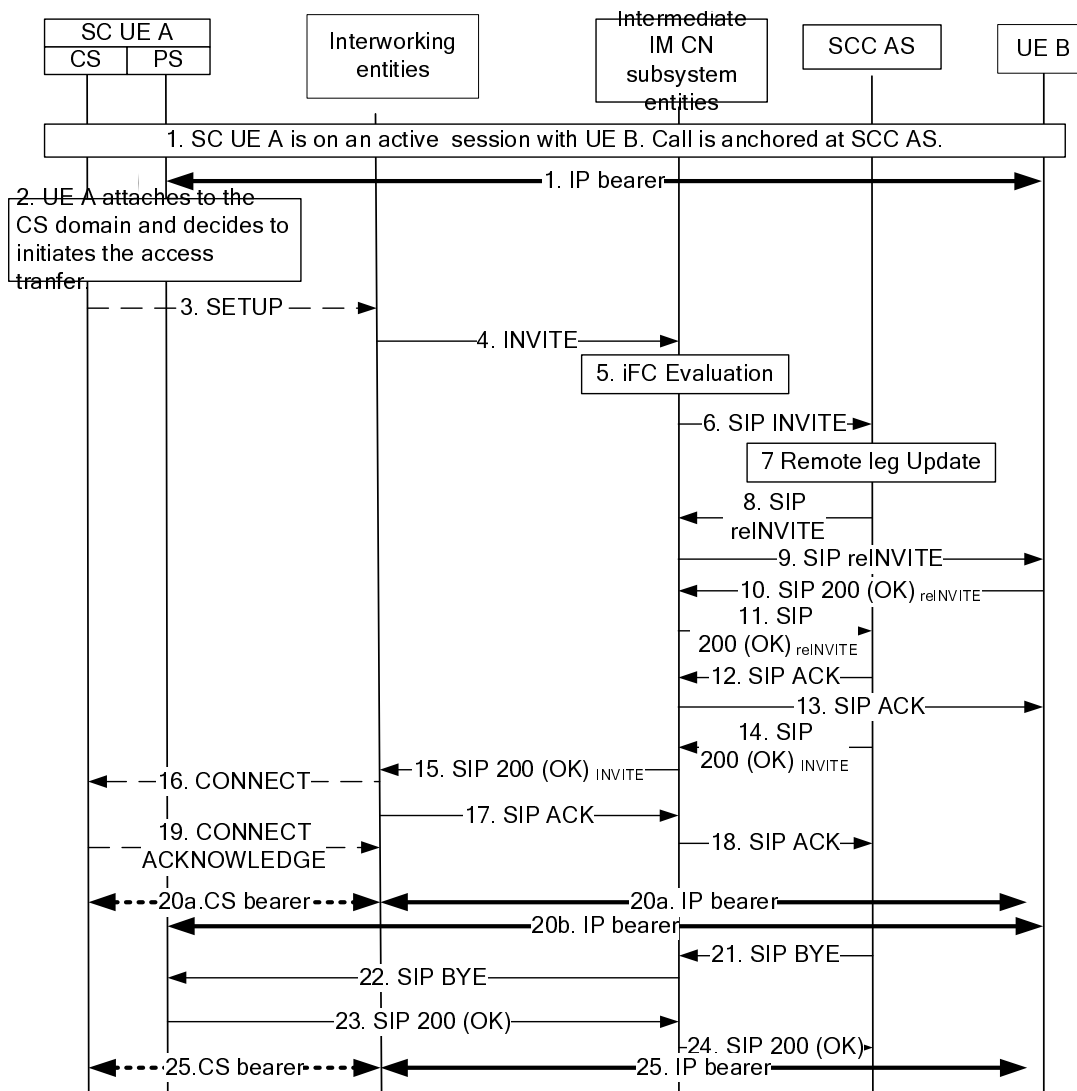 SC UE A
CS
PS
Interworking
entities
Intermediate
IM CN
subsystem
entities
SCC AS
UE B
1. SC UE A is on an active  session with UE B. Call is anchored at SCC AS.
1. IP bearer
2. UE A attaches to the
CS domain and decides to
initiates the access
tranfer.
3. SETUP
4. INVITE
5. iFC Evaluation
6. SIP INVITE
7 Remote leg Update
8. SIP
reINVITE
9. SIP reINVITE
10. SIP 200 (OK) reINVITE
11. SIP
200 (OK) reINVITE
12. SIP ACK
13. SIP ACK
14. SIP
200 (OK) INVITE
15. SIP 200 (OK) INVITE
16. CONNECT
17. SIP ACK
18. SIP ACK
19. CONNECT
ACKNOWLEDGE
20a.CS bearer
20a. IP bearer
20b. IP bearer
21. SIP BYE
22. SIP BYE
23. SIP 200 (OK)
24. SIP 200 (OK)
25.CS bearer
25. IP bearer